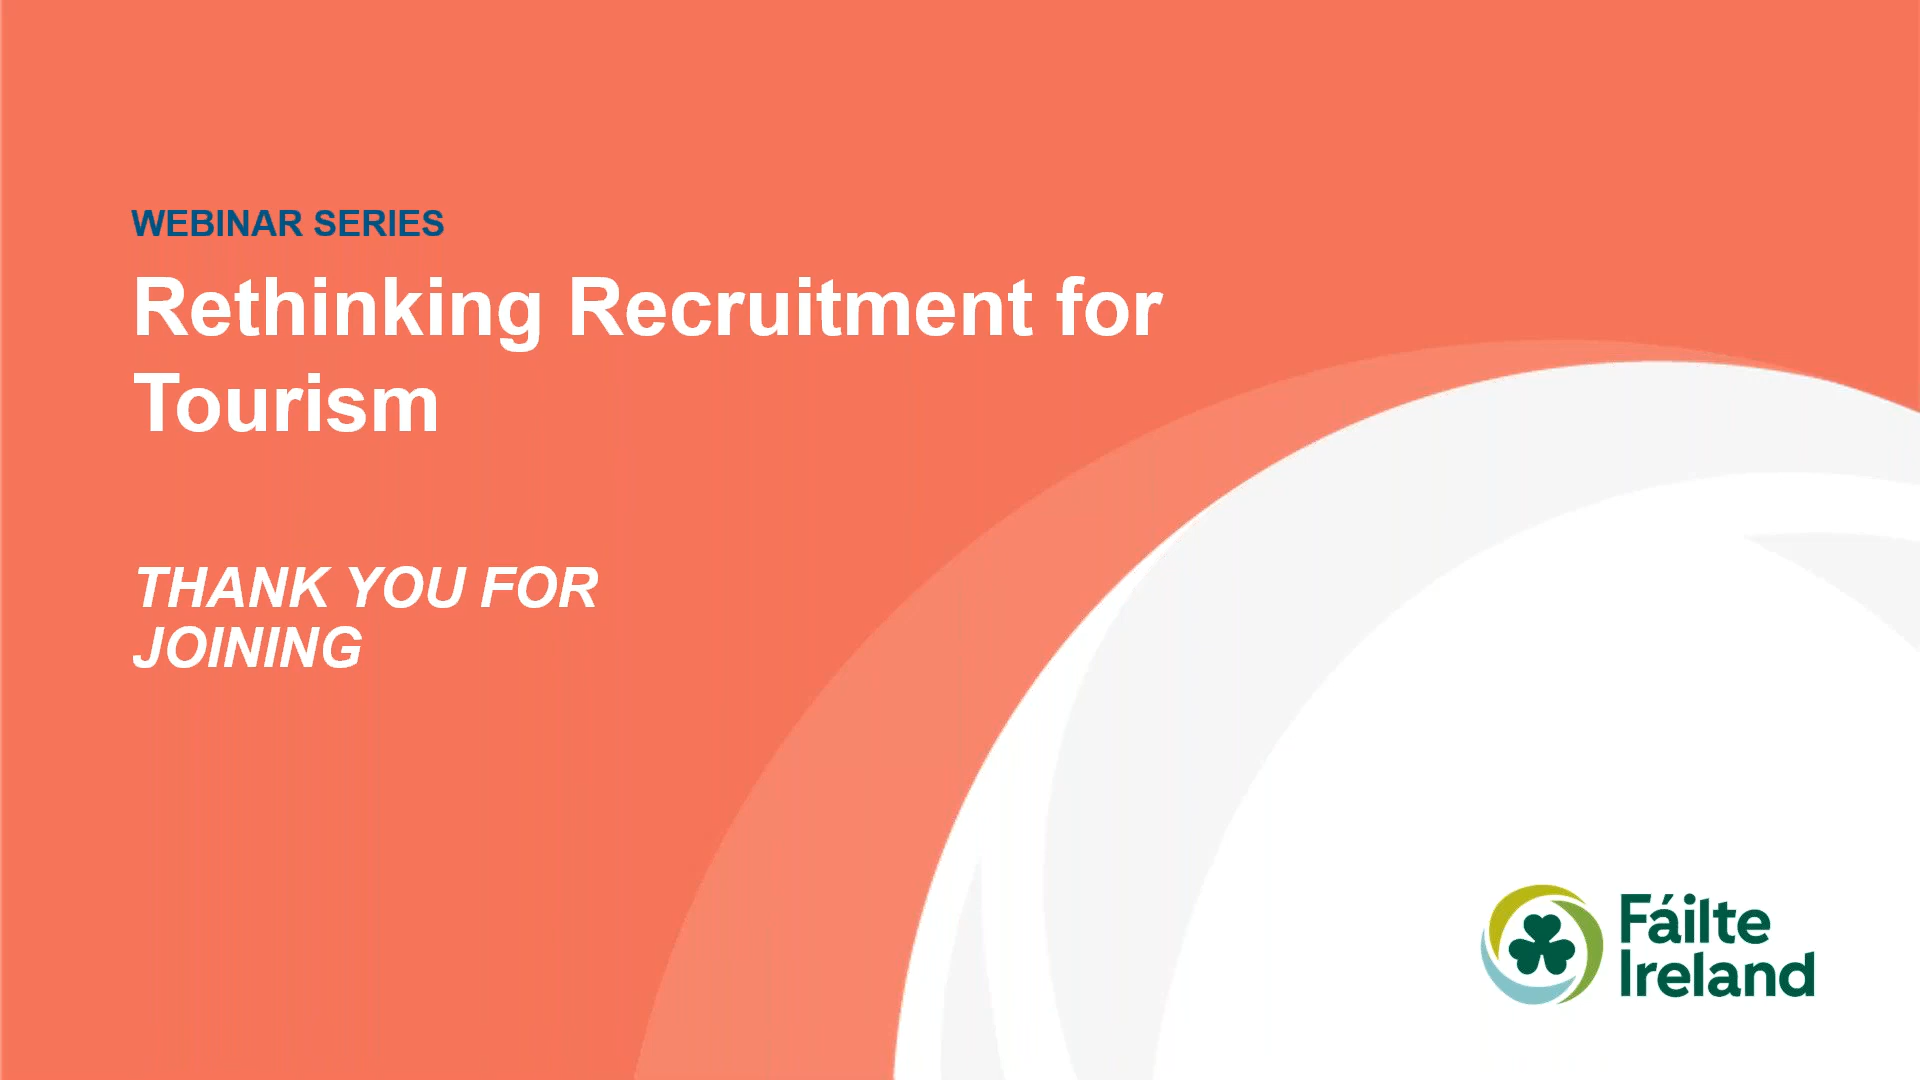 WEBINAR SERIES
Rethinking Recruitment for
Tourism
THANK YOU FOR
JOINING
Fáilte
Ireland